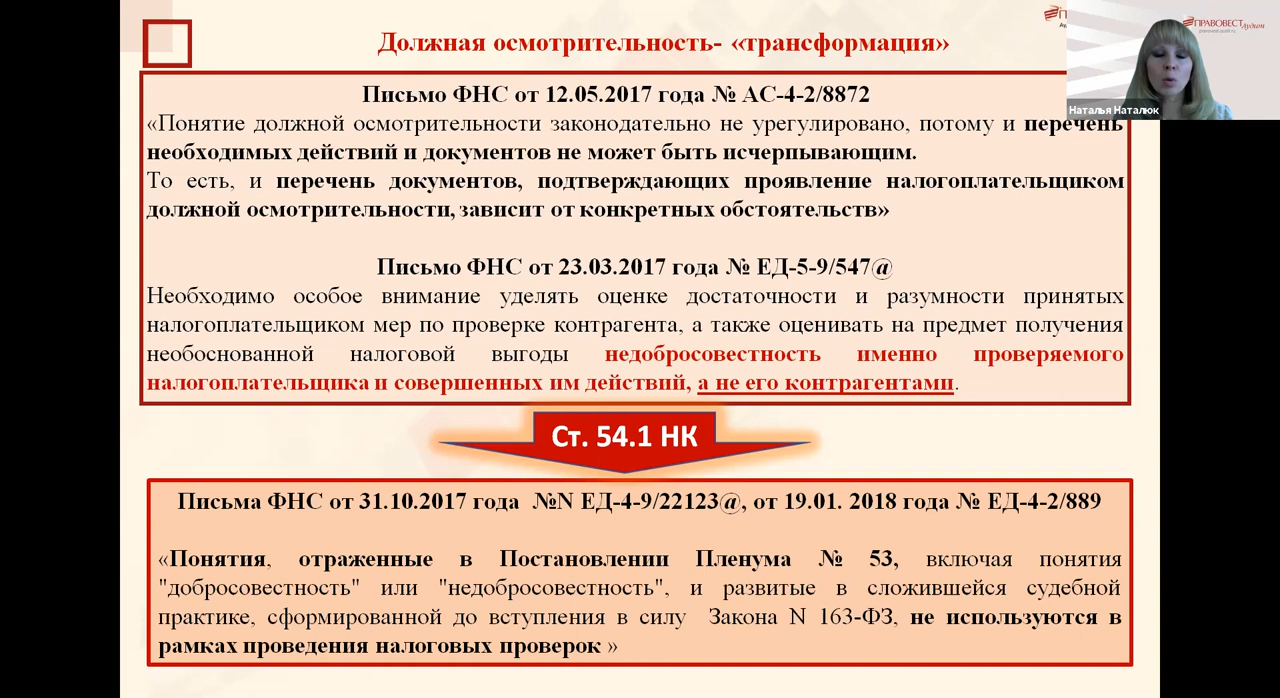 Должная осмотрительность- «трансформация»
ПРАВОВЕСТ Аудит
pravovest-audit.ru
Наталья Наталюк
Письмо ФНС от 12.05.2017 года № АС-4-2/8872
«Понятие должной осмотрительности законодательно не урегулировано, потому и перечень
необходимых действий и документов не может быть исчерпывающим.
То есть, и перечень документов, подтверждающих проявление налогоплательщиком
должной осмотрительности, зависит от конкретных обстоятельств»
Письмо ФНС от 23.03.2017 года № ЕД-5-9/547@
Необходимо особое внимание уделять оценке достаточности и разумности принятых
налогоплательщиком мер по проверке контрагента, а также оценивать на предмет получения
необоснованной налоговой выгоды недобросовестность именно проверяемого
налогоплательщика и совершенных им действий, а не его контрагентами.
Ст. 54.1 НК
Письма ФНС от 31.10.2017 года №N ЕД-4-9/22123@, от 19.01. 2018 года № ЕД-4-2/889
«Понятия, отраженные в Постановлении Пленума № 53, включая понятия
"добросовестность" или "недобросовестность", и развитые в сложившейся судебной
практике, сформированной до вступления в силу Закона N 163-ФЗ, не используются в
рамках проведения налоговых проверок »